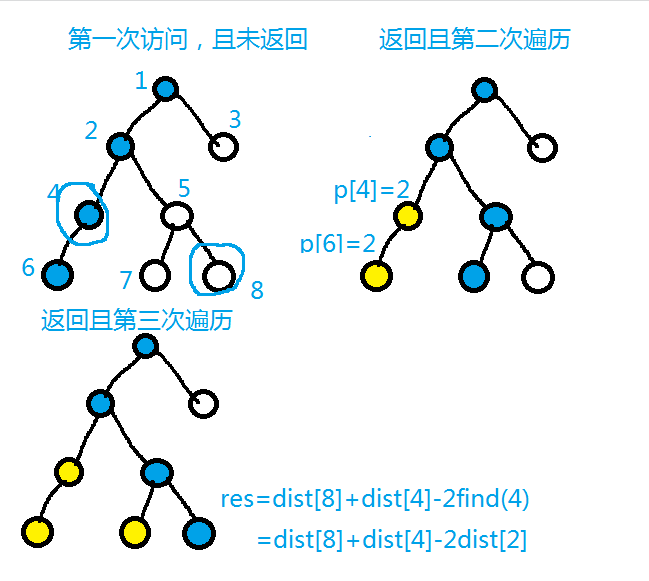 第一次访问，且未返回
返回且第二次遍历
1
2
3
4
5
p[4]=2
p[6]=2
6
7
8
返回且第三次遍历
res=dist[8]+dist[4]-2find(4)
=dist[8]+dist[4]-2dist[2]